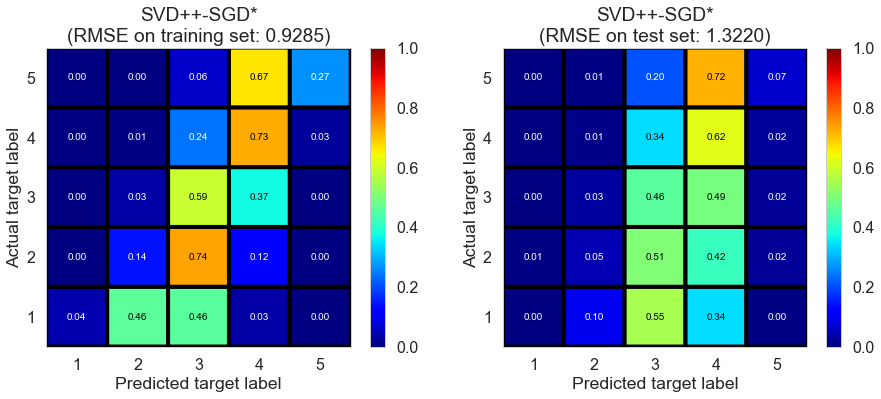 SVD++-SGD*
(RMSE on training set: 0.9285)
Actual target label
5 0.00 0.00 0.06 0.67 0.27
4 0.00 0.01 0.24 0.73 0.03
3 0.00 0.03 0.59 0.37 0.00
2 0.00 0.14 0.74 0.12 0.00
1 0.04 0.46 0.46 0.03 0.00
1 2 3 4 5
Predicted target label
1.0
0.8
0.6
0.4
0.2
0.0
SVD++-SGD*
(RMSE on test set: 1.3220)
Actual target label
5 0.00 0.01 0.20 0.72 0.07
4 0.00 0.01 0.34 0.62 0.02
3 0.00 0.03 0.46 0.49 0.02
2 0.01 0.05 0.51 0.42 0.02
1 0.00 0.10 0.55 0.34 0.00
1 2 3 4 5
Predicted target label
1.0
0.8
0.6
0.4
0.2
0.0